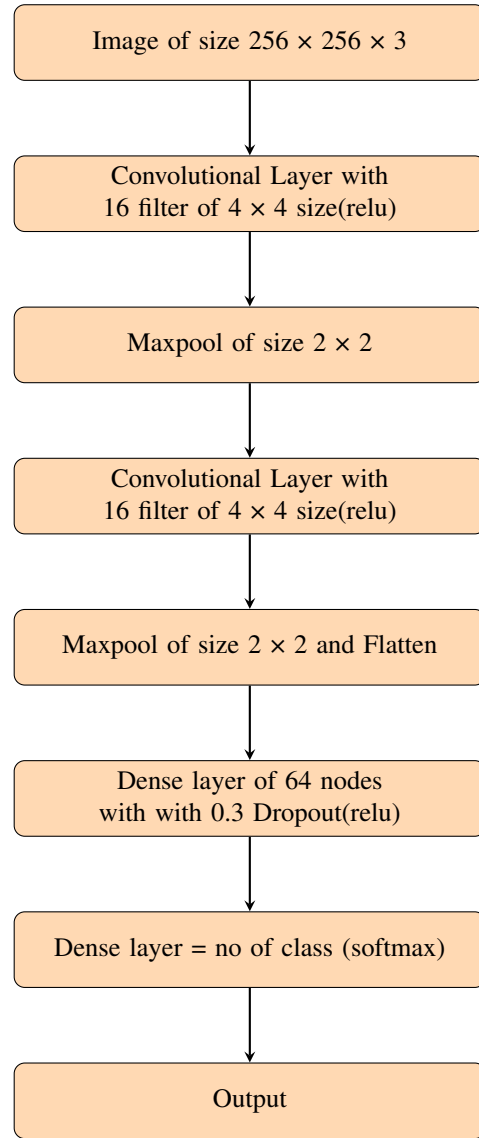 Image of size 256 × 256 × 3
Convolutional Layer with
16 filter of 4 × 4 size(relu)
Maxpool of size 2 × 2
Convolutional Layer with
16 filter of 4 × 4 size(relu)
Maxpool of size 2 × 2 and Flatten
Dense layer of 64 nodes
with with 0.3 Dropout(relu)
Dense layer = no of class (softmax)
Output